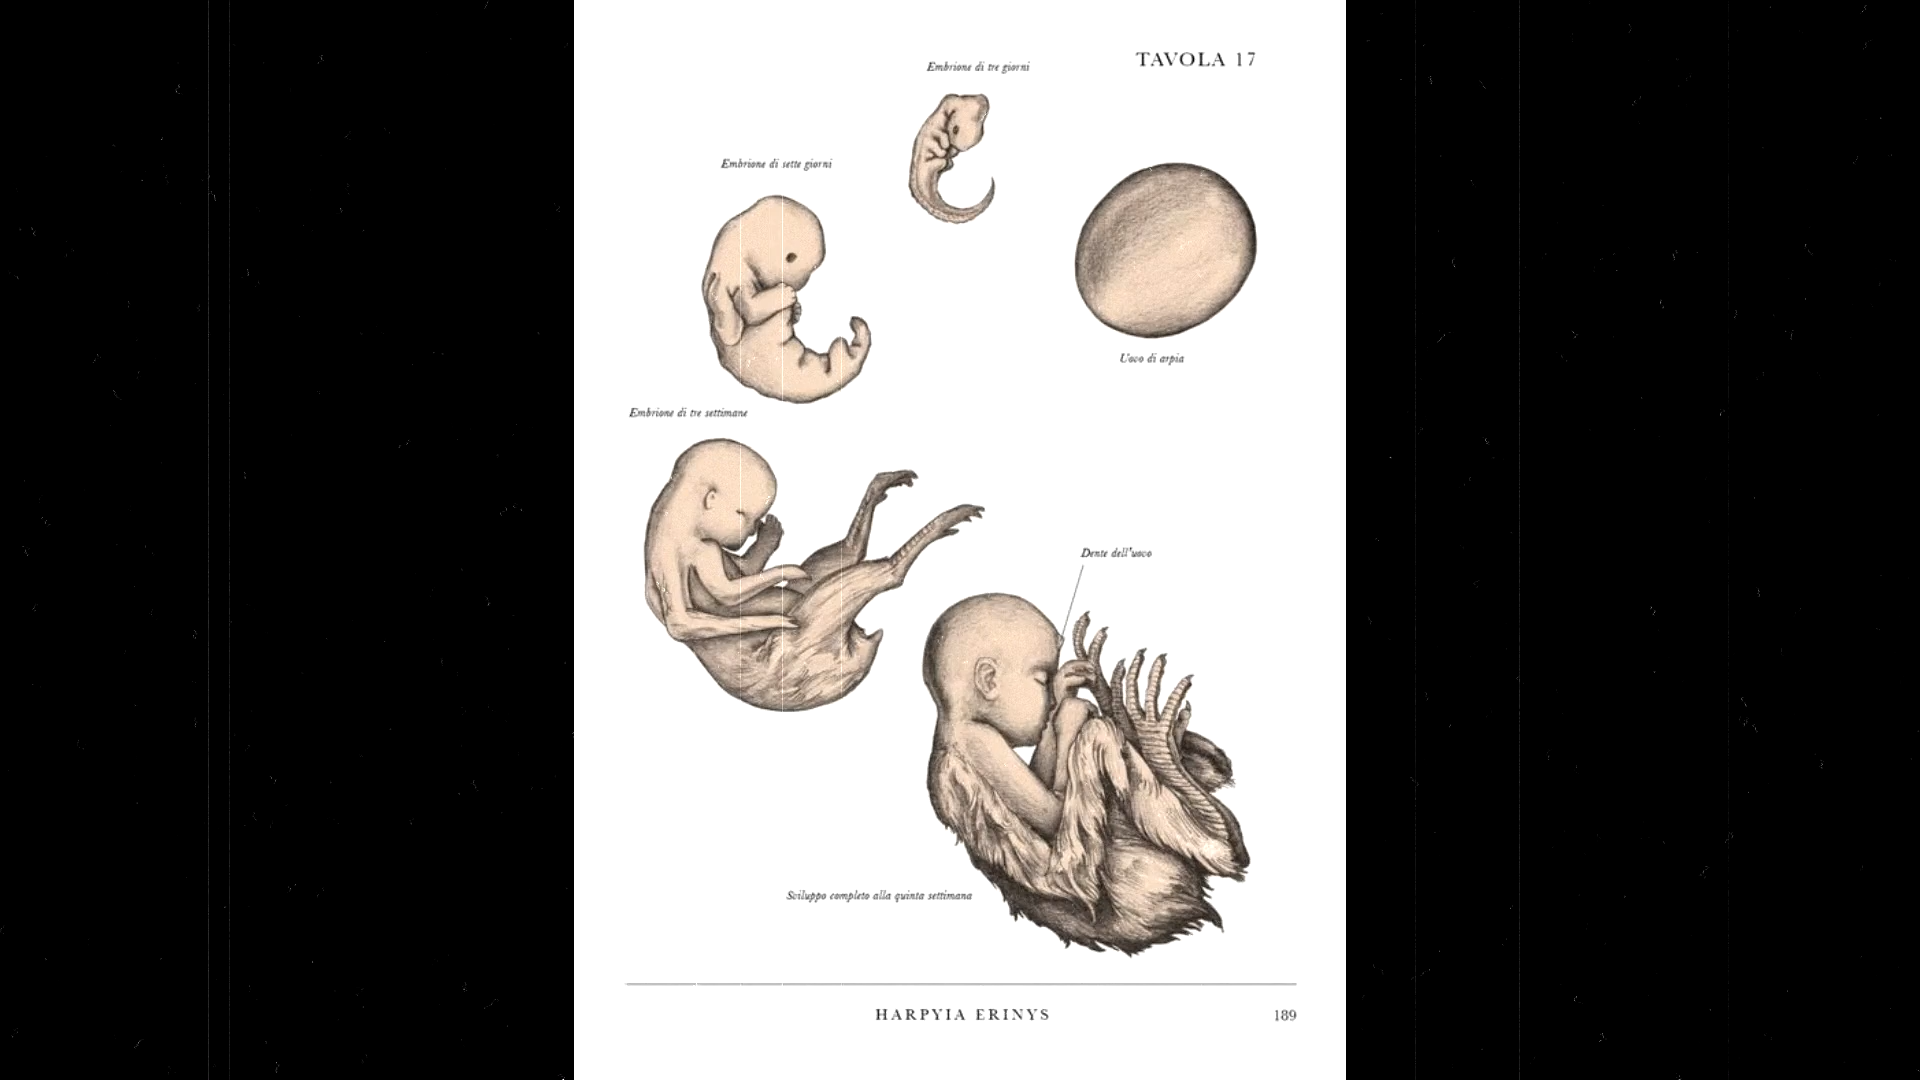 TAVOLA 17
Embrione di tre giorni
Embrione di sette giorni
Uovo di arpia
Embrione di tre settimane
Dente dell'uovo
Sviluppo completo alla quinta settimana
HARPYIA ERINYS
189